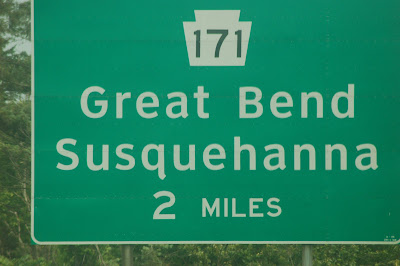 171
Great Bend
Susquehanna
2 MILES